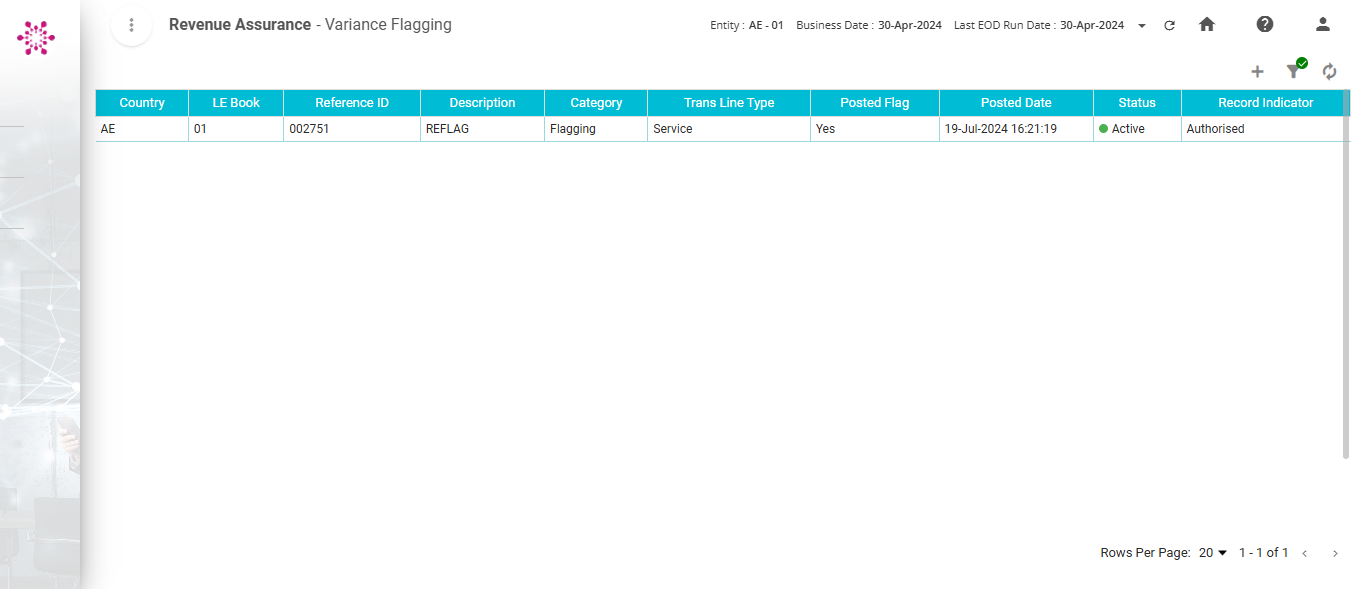 Revenue Assurance - Variance Flagging
Entity : AE - 01 Business Date : 30-Apr-2024 Last EOD Run Date : 30-Apr-2024
Country LE Book Reference ID Description Category Trans Line Type Posted Flag Posted Date Status Record Indicator
AE 01 002751 REFLAG Flagging Service Yes 19-Jul-2024 16:21:19 Active Authorised
Rows Per Page: 20 1 - 1 of 1